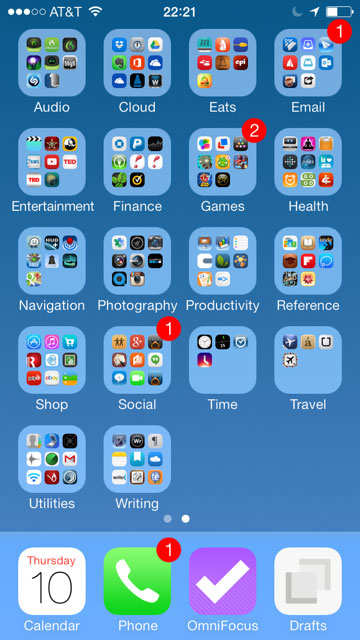 AT&T 22:21
1
Audio Cloud Eats Email
2
Entertainment Finance Games Health
Navigation Photography Productivity Reference
1
Shop Social Time Travel
Utilities Writing
Thursday 1
10
Calendar Phone OmniFocus Drafts